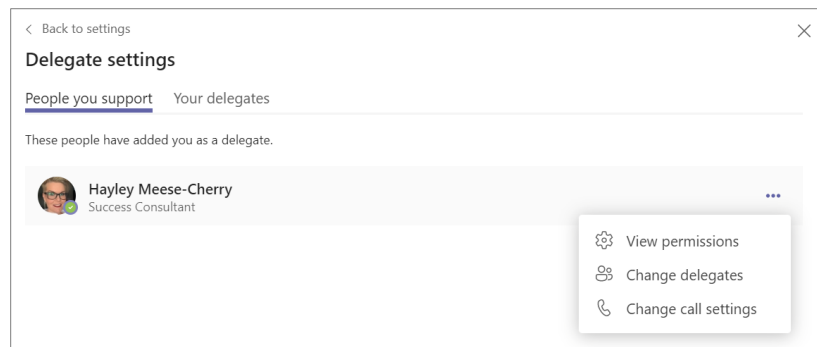 Back to settings
Delegate settings
People you support Your delegates
These people have added you as a delegate.
Hayley Meese-Cherry
Success Consultant
View permissions
Change delegates
Change call settings